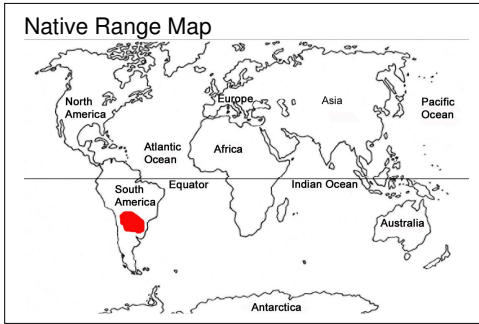 Native Range Map
North
America
Europe
Asia
Pacific
Ocean
Atlantic
Ocean
Africa
Equator
Indian Ocean
South
America
Australia
Antarctica